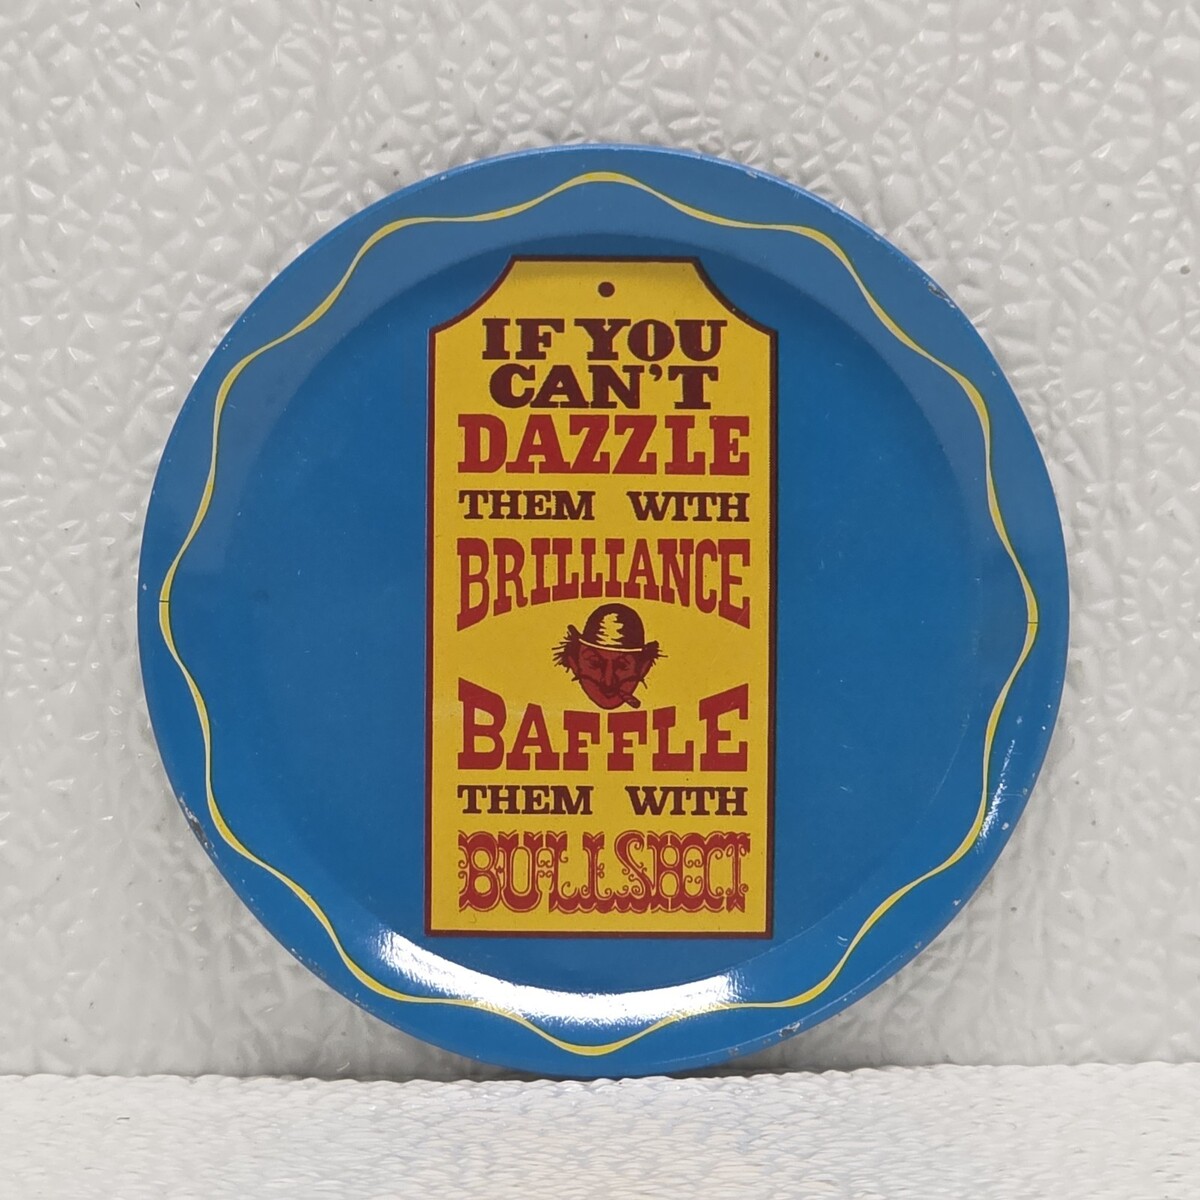 IF YOU
CAN'T
DAZZLE
THEM WITH
BRILLIANCE
BAFFLE
THEM WITH
BULLSHIT